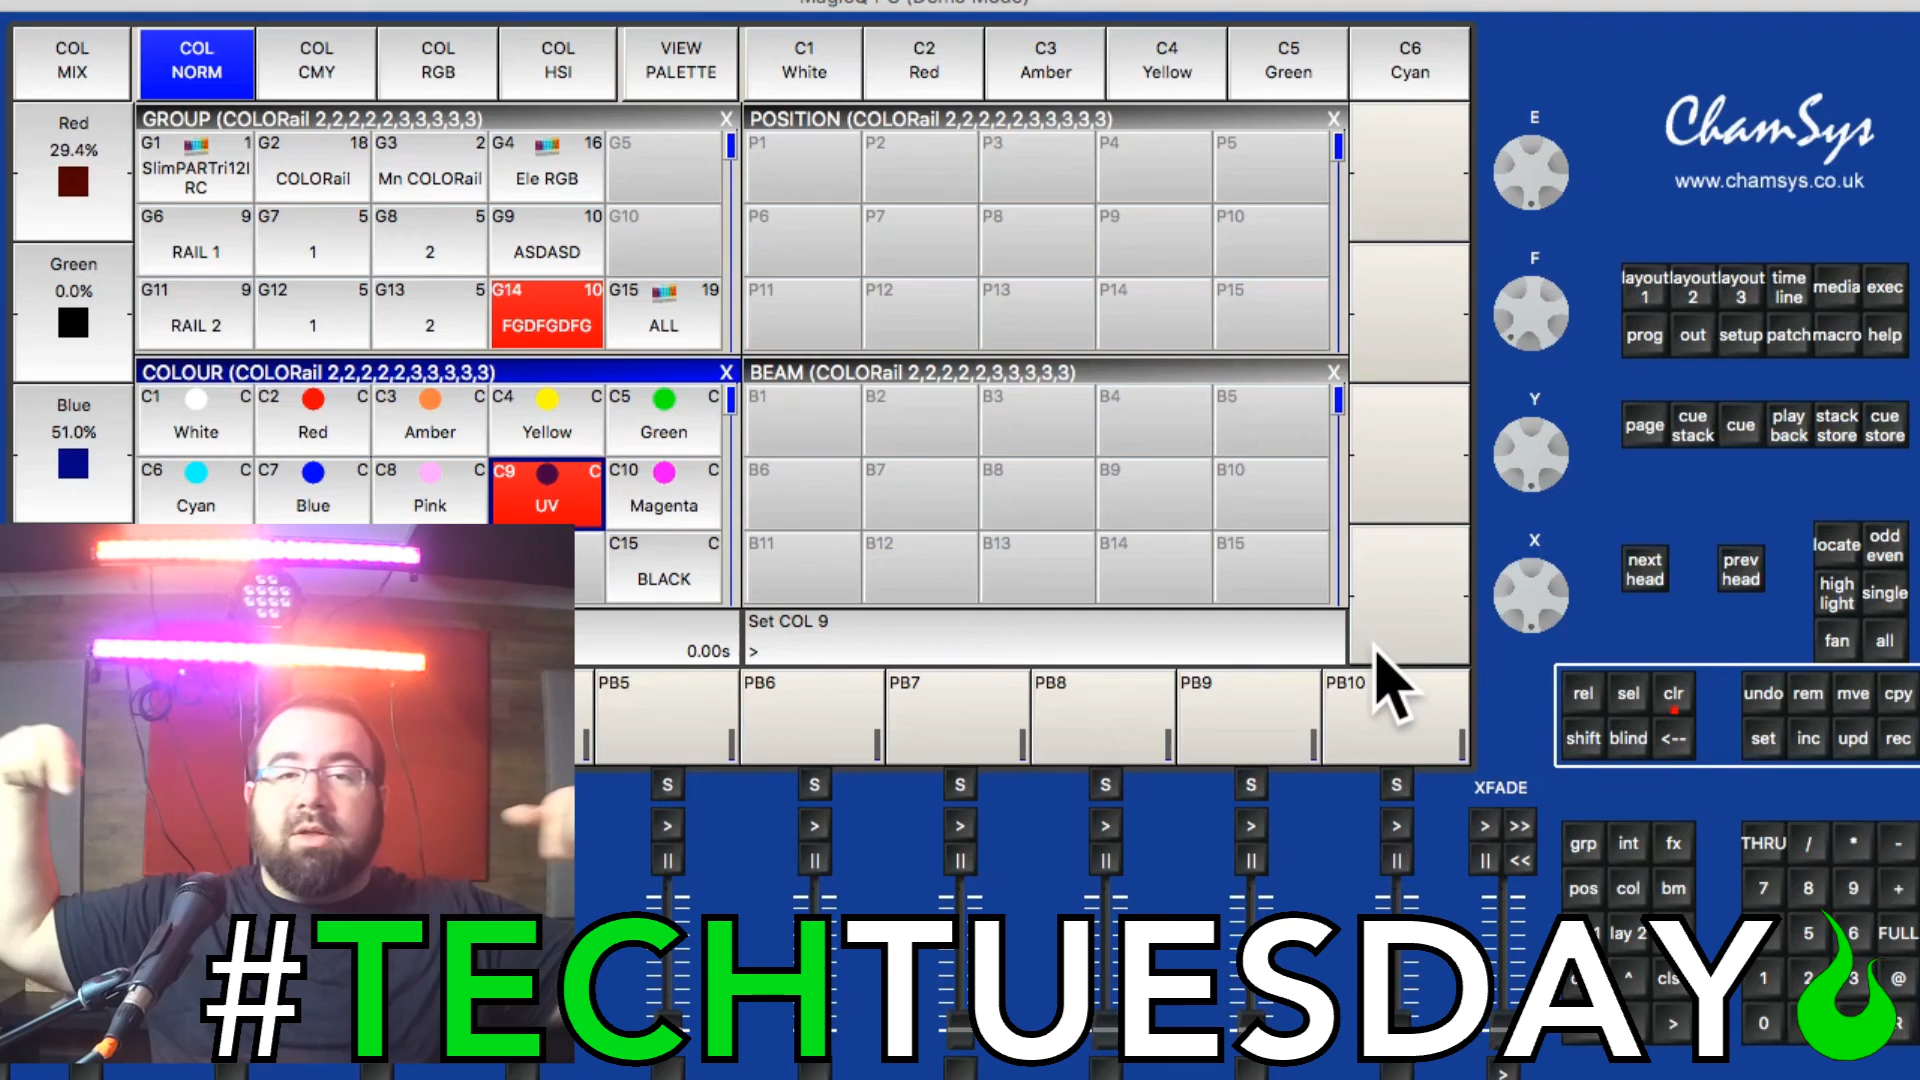 COL
MIX
COL
NORM
COL
CMY
COL
RGB
COL
HSI
VIEW
PALETTE
C1
White
C2
Red
C3
Amber
C4
Yellow
C5
Green
C6
Cyan
Red
29.4%
Green
0.0%
Blue
51.0%
GROUP (COLORail 2,2,2,2,2,3,3,3,3,3) X
G1 1 G2 18 G3 2 G4 16 G5
SlimPARTri12I
RC
COLORail Mn COLORail Ele RGB
G6 9 G7 5 G8 5 G9 10 G10
RAIL 1 1 2 ASDASD
G11 9 G12 5 G13 5 G14 10 G15 19
RAIL 2 1 2 FGDFGDFG ALL
POSITION (COLORail 2,2,2,2,2,3,3,3,3,3) X
P1 P2 P3 P4 P5
P6 P7 P8 P9 P10
P11 P12 P13 P14 P15
COLOUR (COLORail 2,2,2,2,2,3,3,3,3,3) X
C1 C C2 C C3 C C4 C C5 C
White Red Amber Yellow Green
C6 C C7 C C8 C C9 C C10 C
Cyan Blue Pink UV Magenta
C15 C
BLACK
BEAM (COLORail 2,2,2,2,2,3,3,3,3,3) X
B1 B2 B3 B4 B5
B6 B7 B8 B9 B10
B11 B12 B13 B14 B15
0.00s
Set COL 9
>
PB5 PB6 PB7 PB8 PB9 PB10
S S S S S S
> > > > > >
|| || || || || ||
XFADE
> >>
|| <<
E
F
Y
X
ChamSys
www.chamsys.co.uk
layout 1
layout 2
layout 3
time line
media
exec
prog out setup patch macro help
page
cue stack
cue
play back
stack store
cue store
next head
prev head
locate
odd even
high light
single
fan all
rel sel clr
shift blind <--
undo rem mve cpy
set inc upd rec
grp int fx
pos col bm
lay 2
^ cls
>
THRU / * -
7 8 9 +
5 6 FULL
1 2 3 @
0
>
#TECHTUESDAY